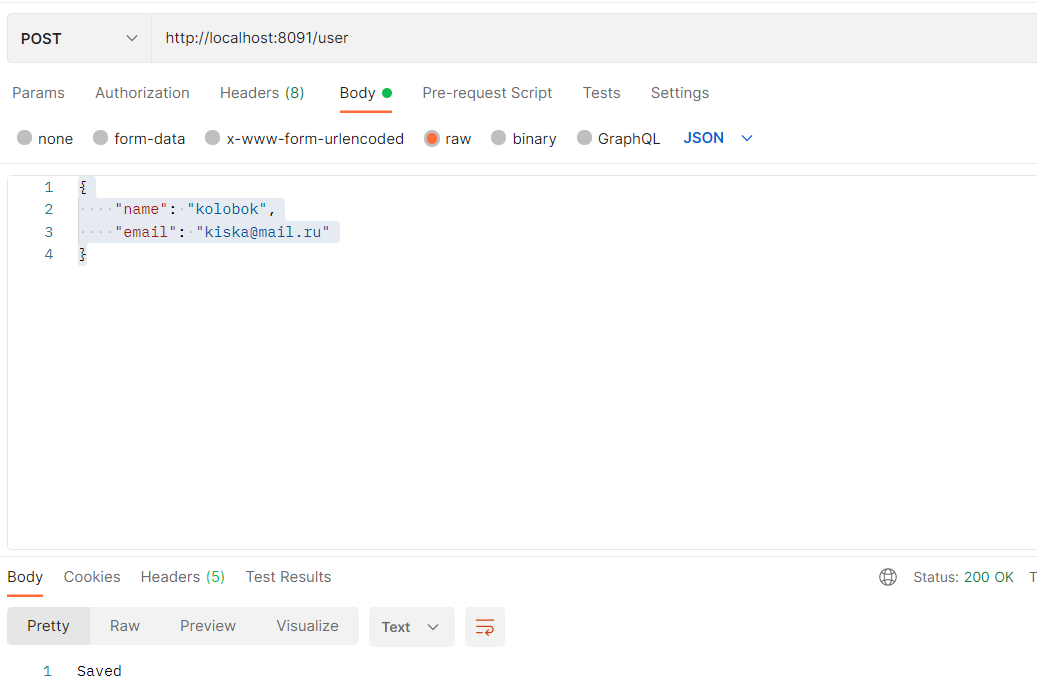 POST http://localhost:8091/user
Params Authorization Headers (8) Body Pre-request Script Tests Settings
none form-data x-www-form-urlencoded raw binary GraphQL JSON
1 {
2 "name": "kolobok",
3 "email": "kiska@mail.ru"
4 }
Body Cookies Headers (5) Test Results Status: 200 OK T
Pretty Raw Preview Visualize Text
1 Saved